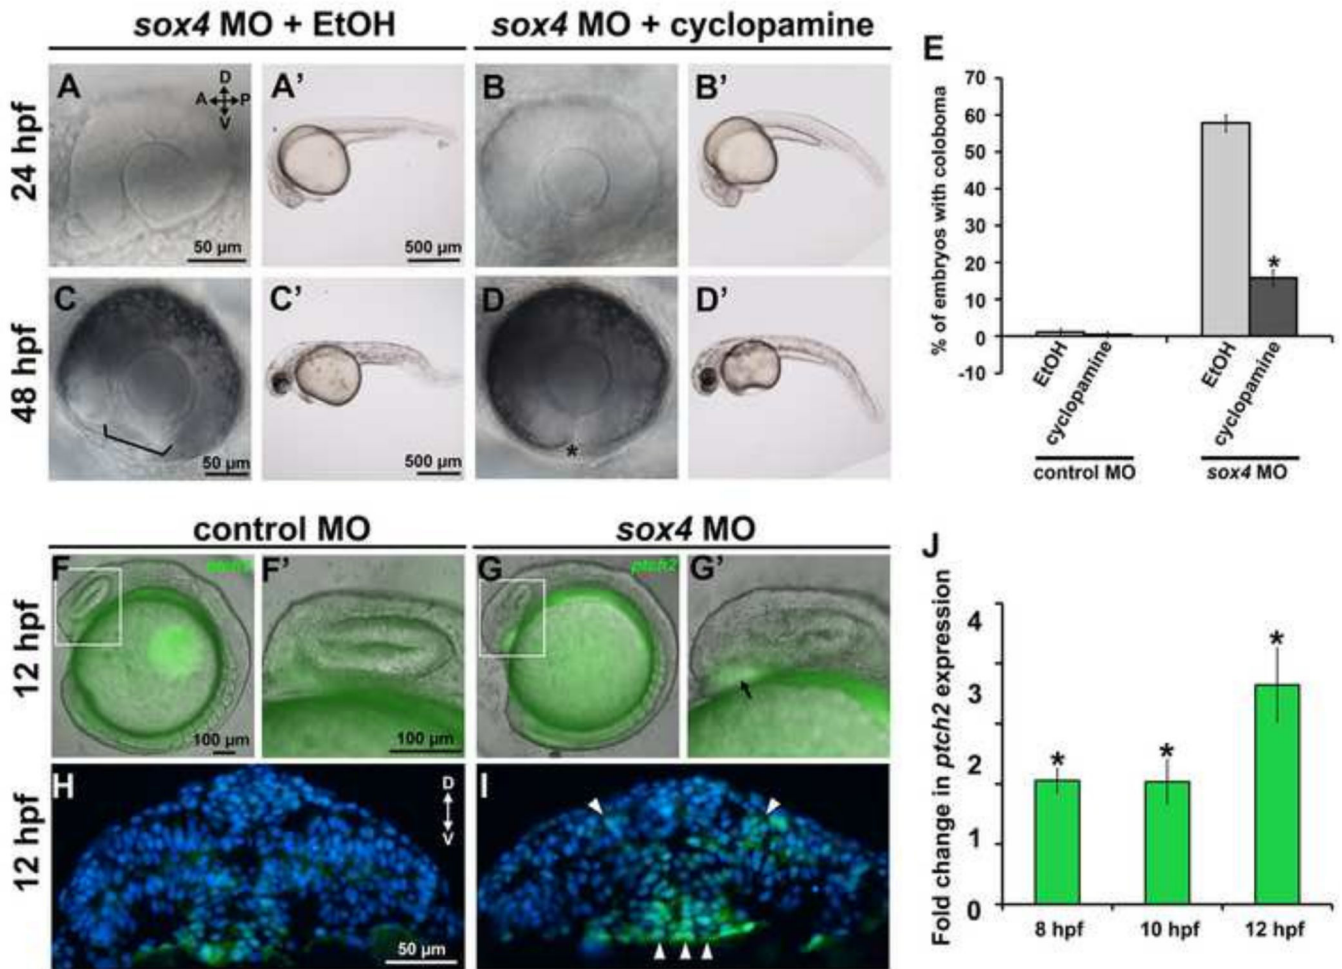 sox4 MO + EtOH
sox4 MO + cyclopamine
24 hpf
A
D
A P
V
50 µm
A'
500 µm
B
B'
48 hpf
C
50 µm
C'
500 µm
D
*
D'
E
% of embryos with coloboma
70
60
50
40
30
20
10
0
-10
*
EtOH
cyclopamine
EtOH
cyclopamine
control MO
sox4 MO
control MO
sox4 MO
12 hpf
F
100 µm
F'
100 µm
G
ptch2
G'
12 hpf
H
D
V
50 µm
I
J
Fold change in ptch2 expression
4
3
2
1
0
*
*
*
8 hpf
10 hpf
12 hpf